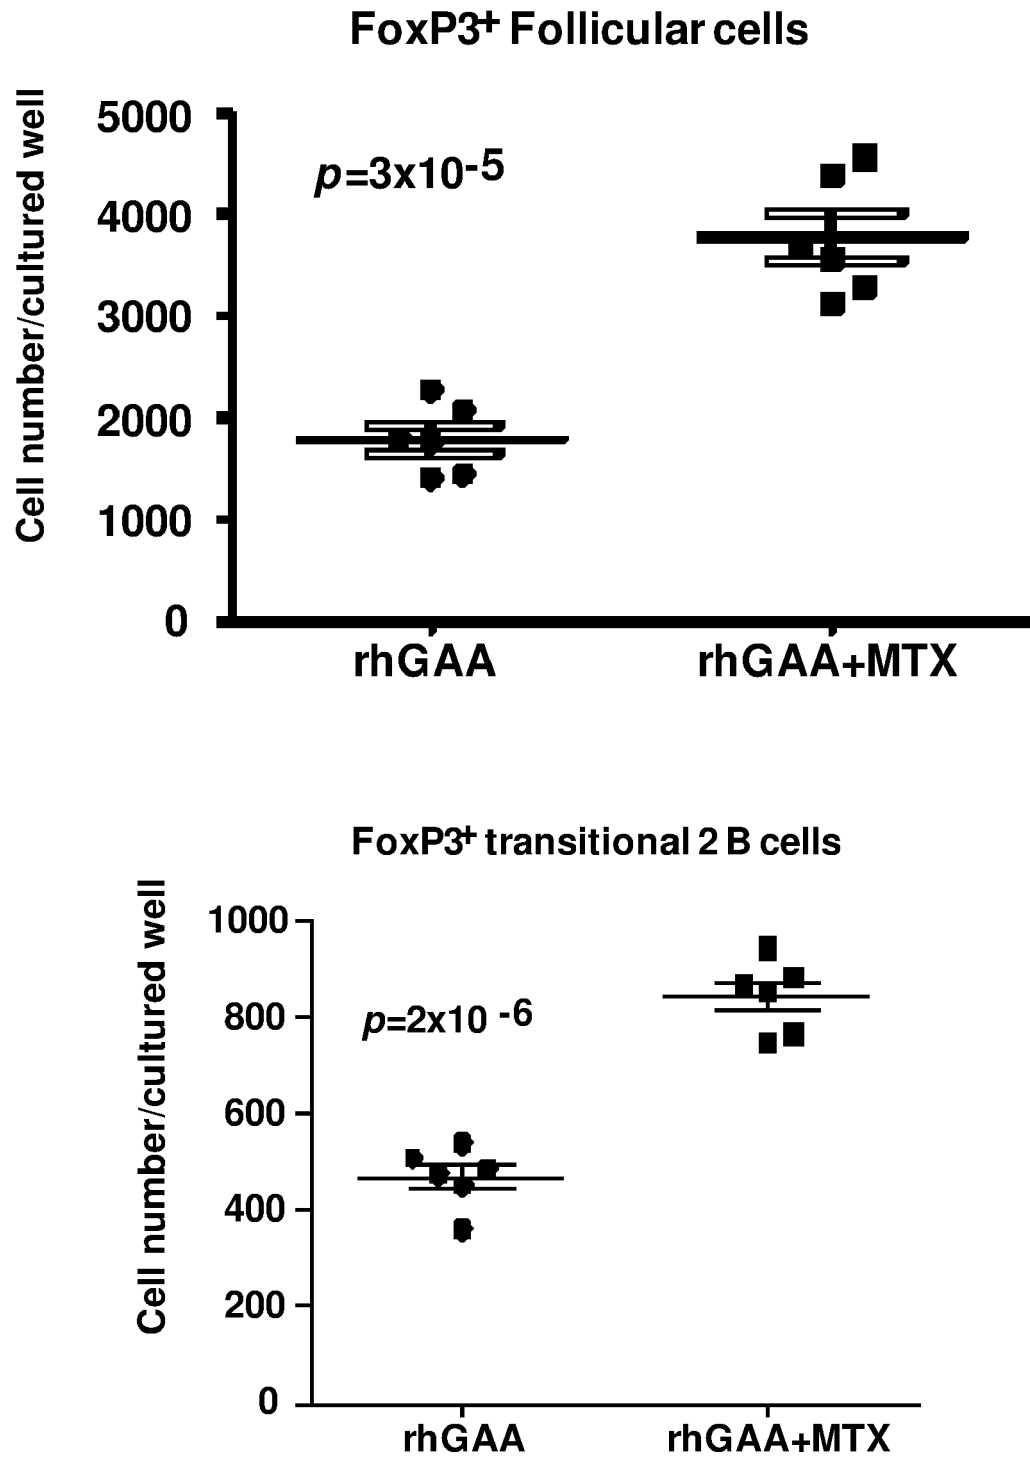 FoxP3⁺ Follicular cells
Cell number/cultured well
5000
4000
3000
2000
1000
0
p=3x10⁻⁵
rhGAA
rhGAA+MTX
FoxP3⁺ transitional 2 B cells
Cell number/cultured well
1000
800
600
400
200
0
p=2x10 ⁻⁶
rhGAA
rhGAA+MTX